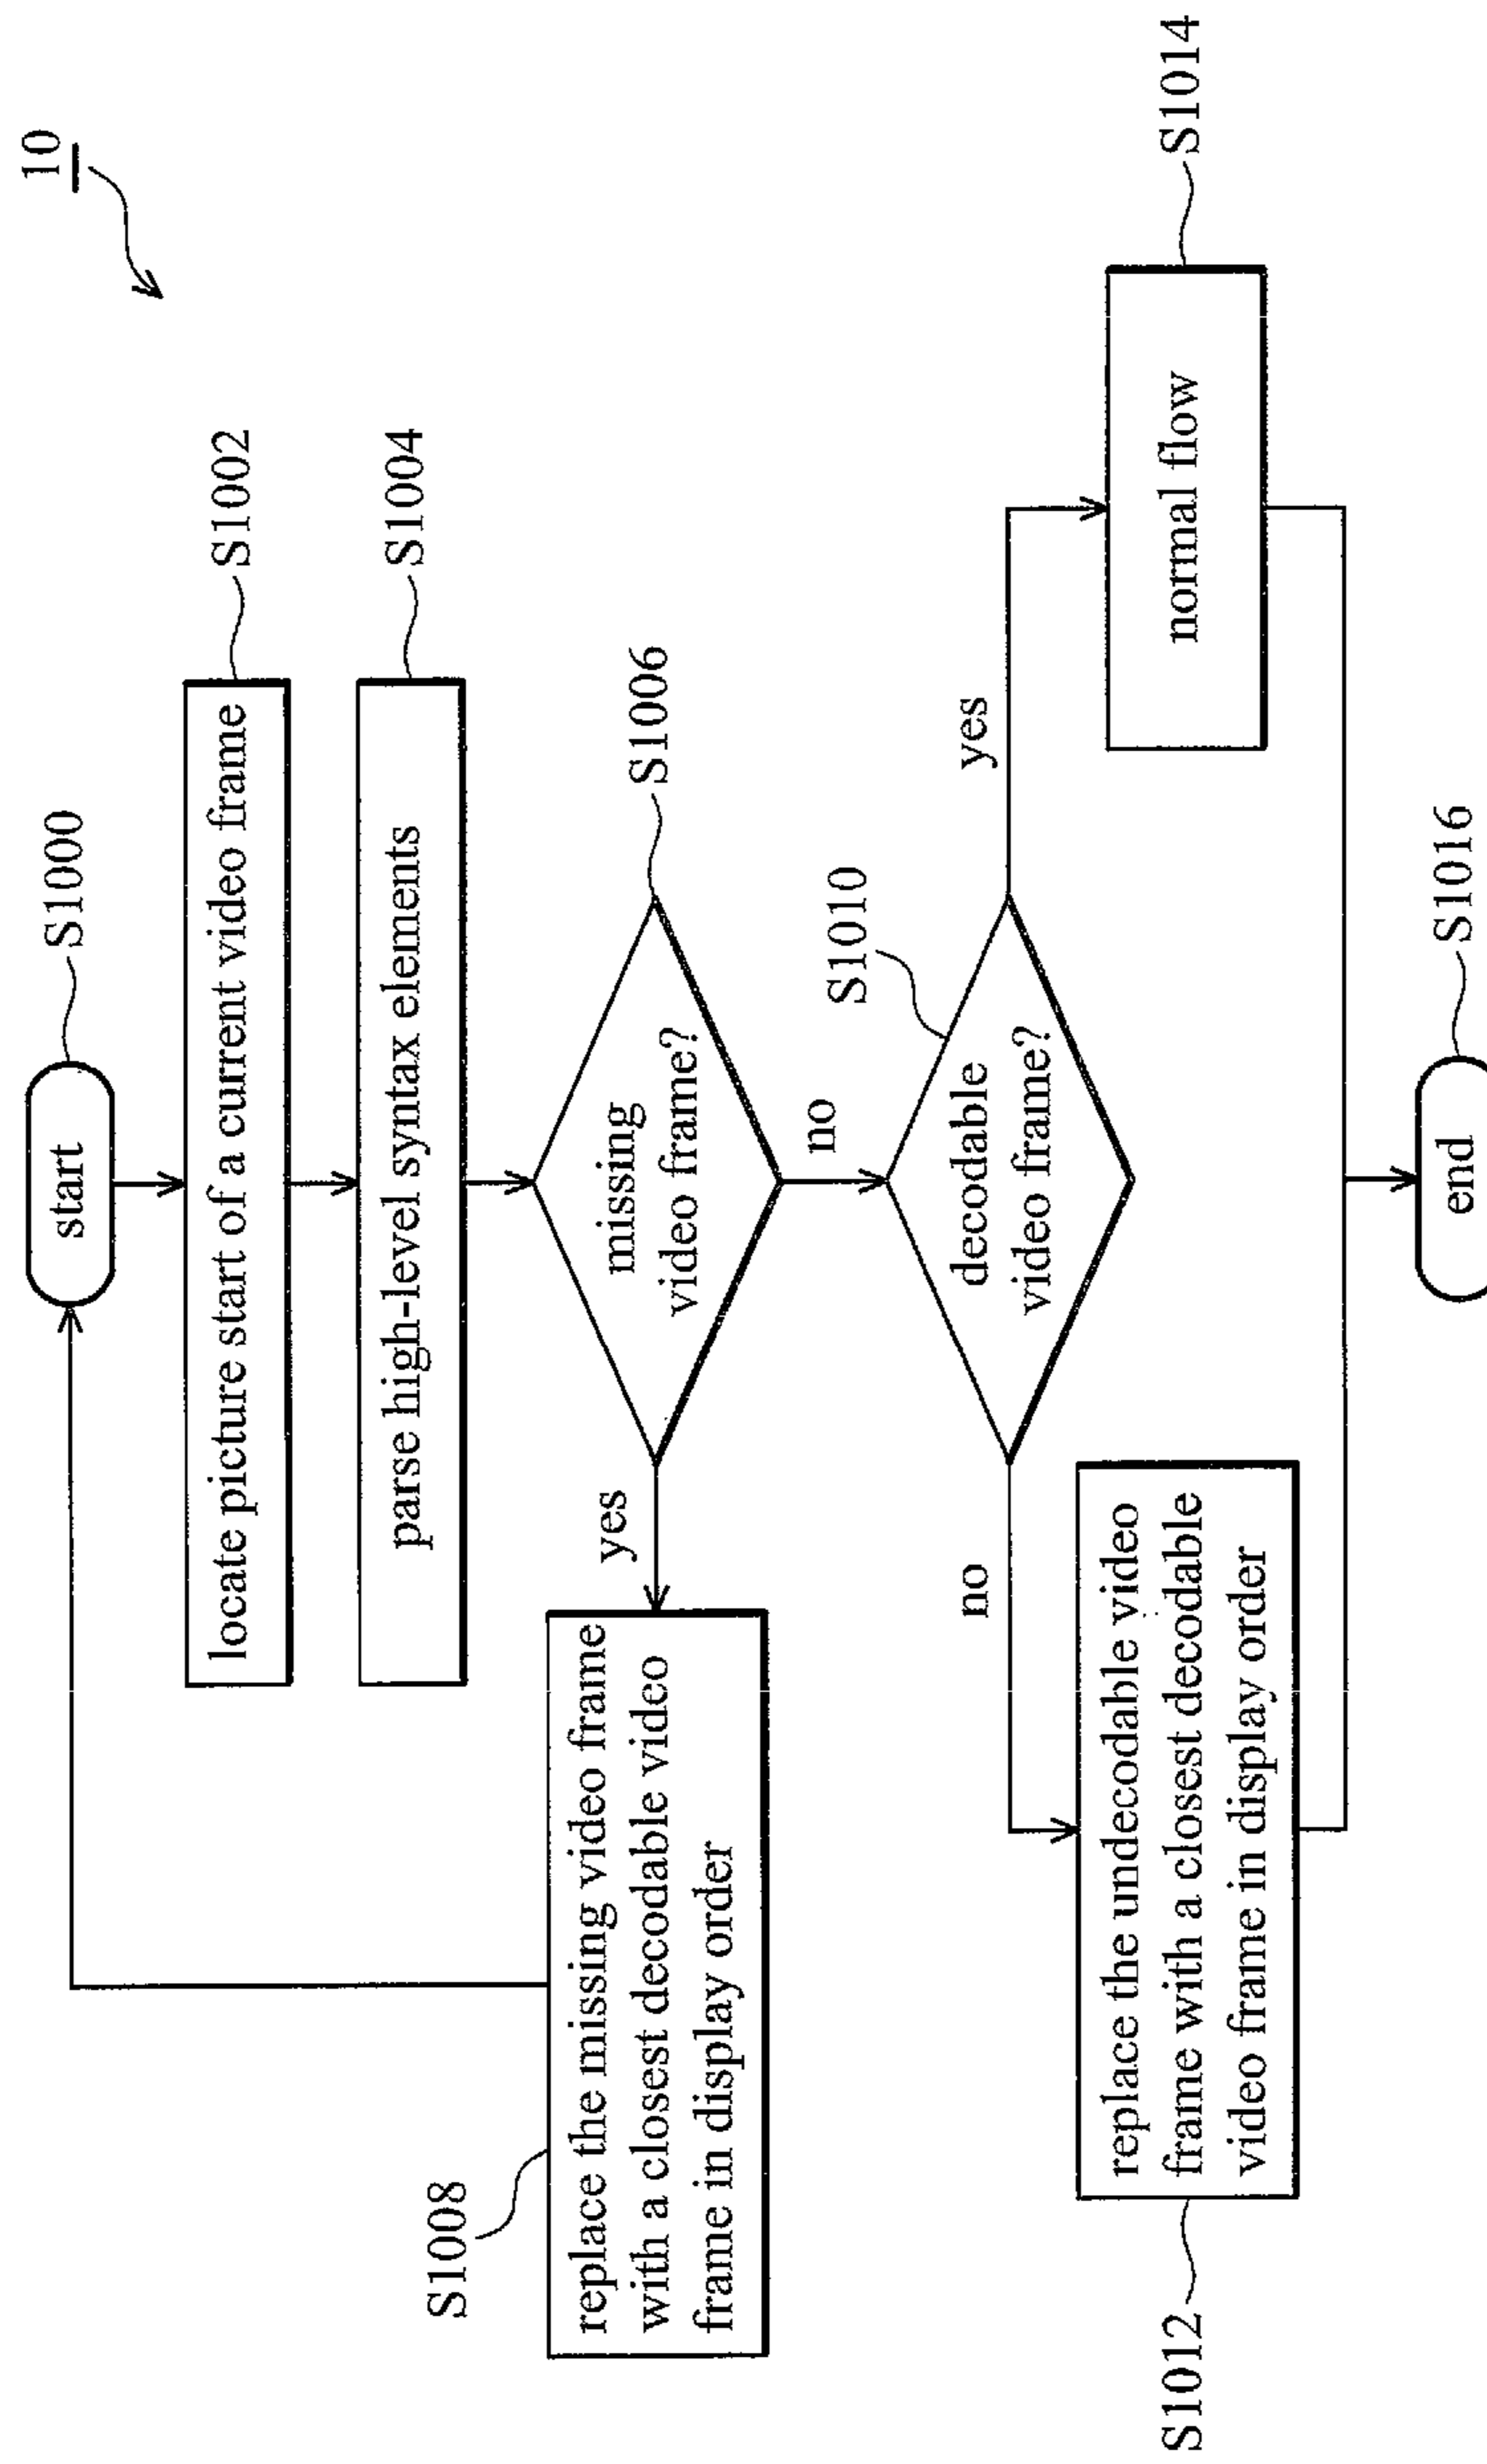 10
start
S1000
locate picture start of a current video frame
S1002
parse high-level syntax elements
S1004
missing
video frame?
S1006
yes
no
S1008
replace the missing video frame
with a closest decodable video
frame in display order
decodable
video frame?
S1010
no
yes
replace the undecodable video
frame with a closest decodable
video frame in display order
S1012
normal flow
S1014
end
S1016